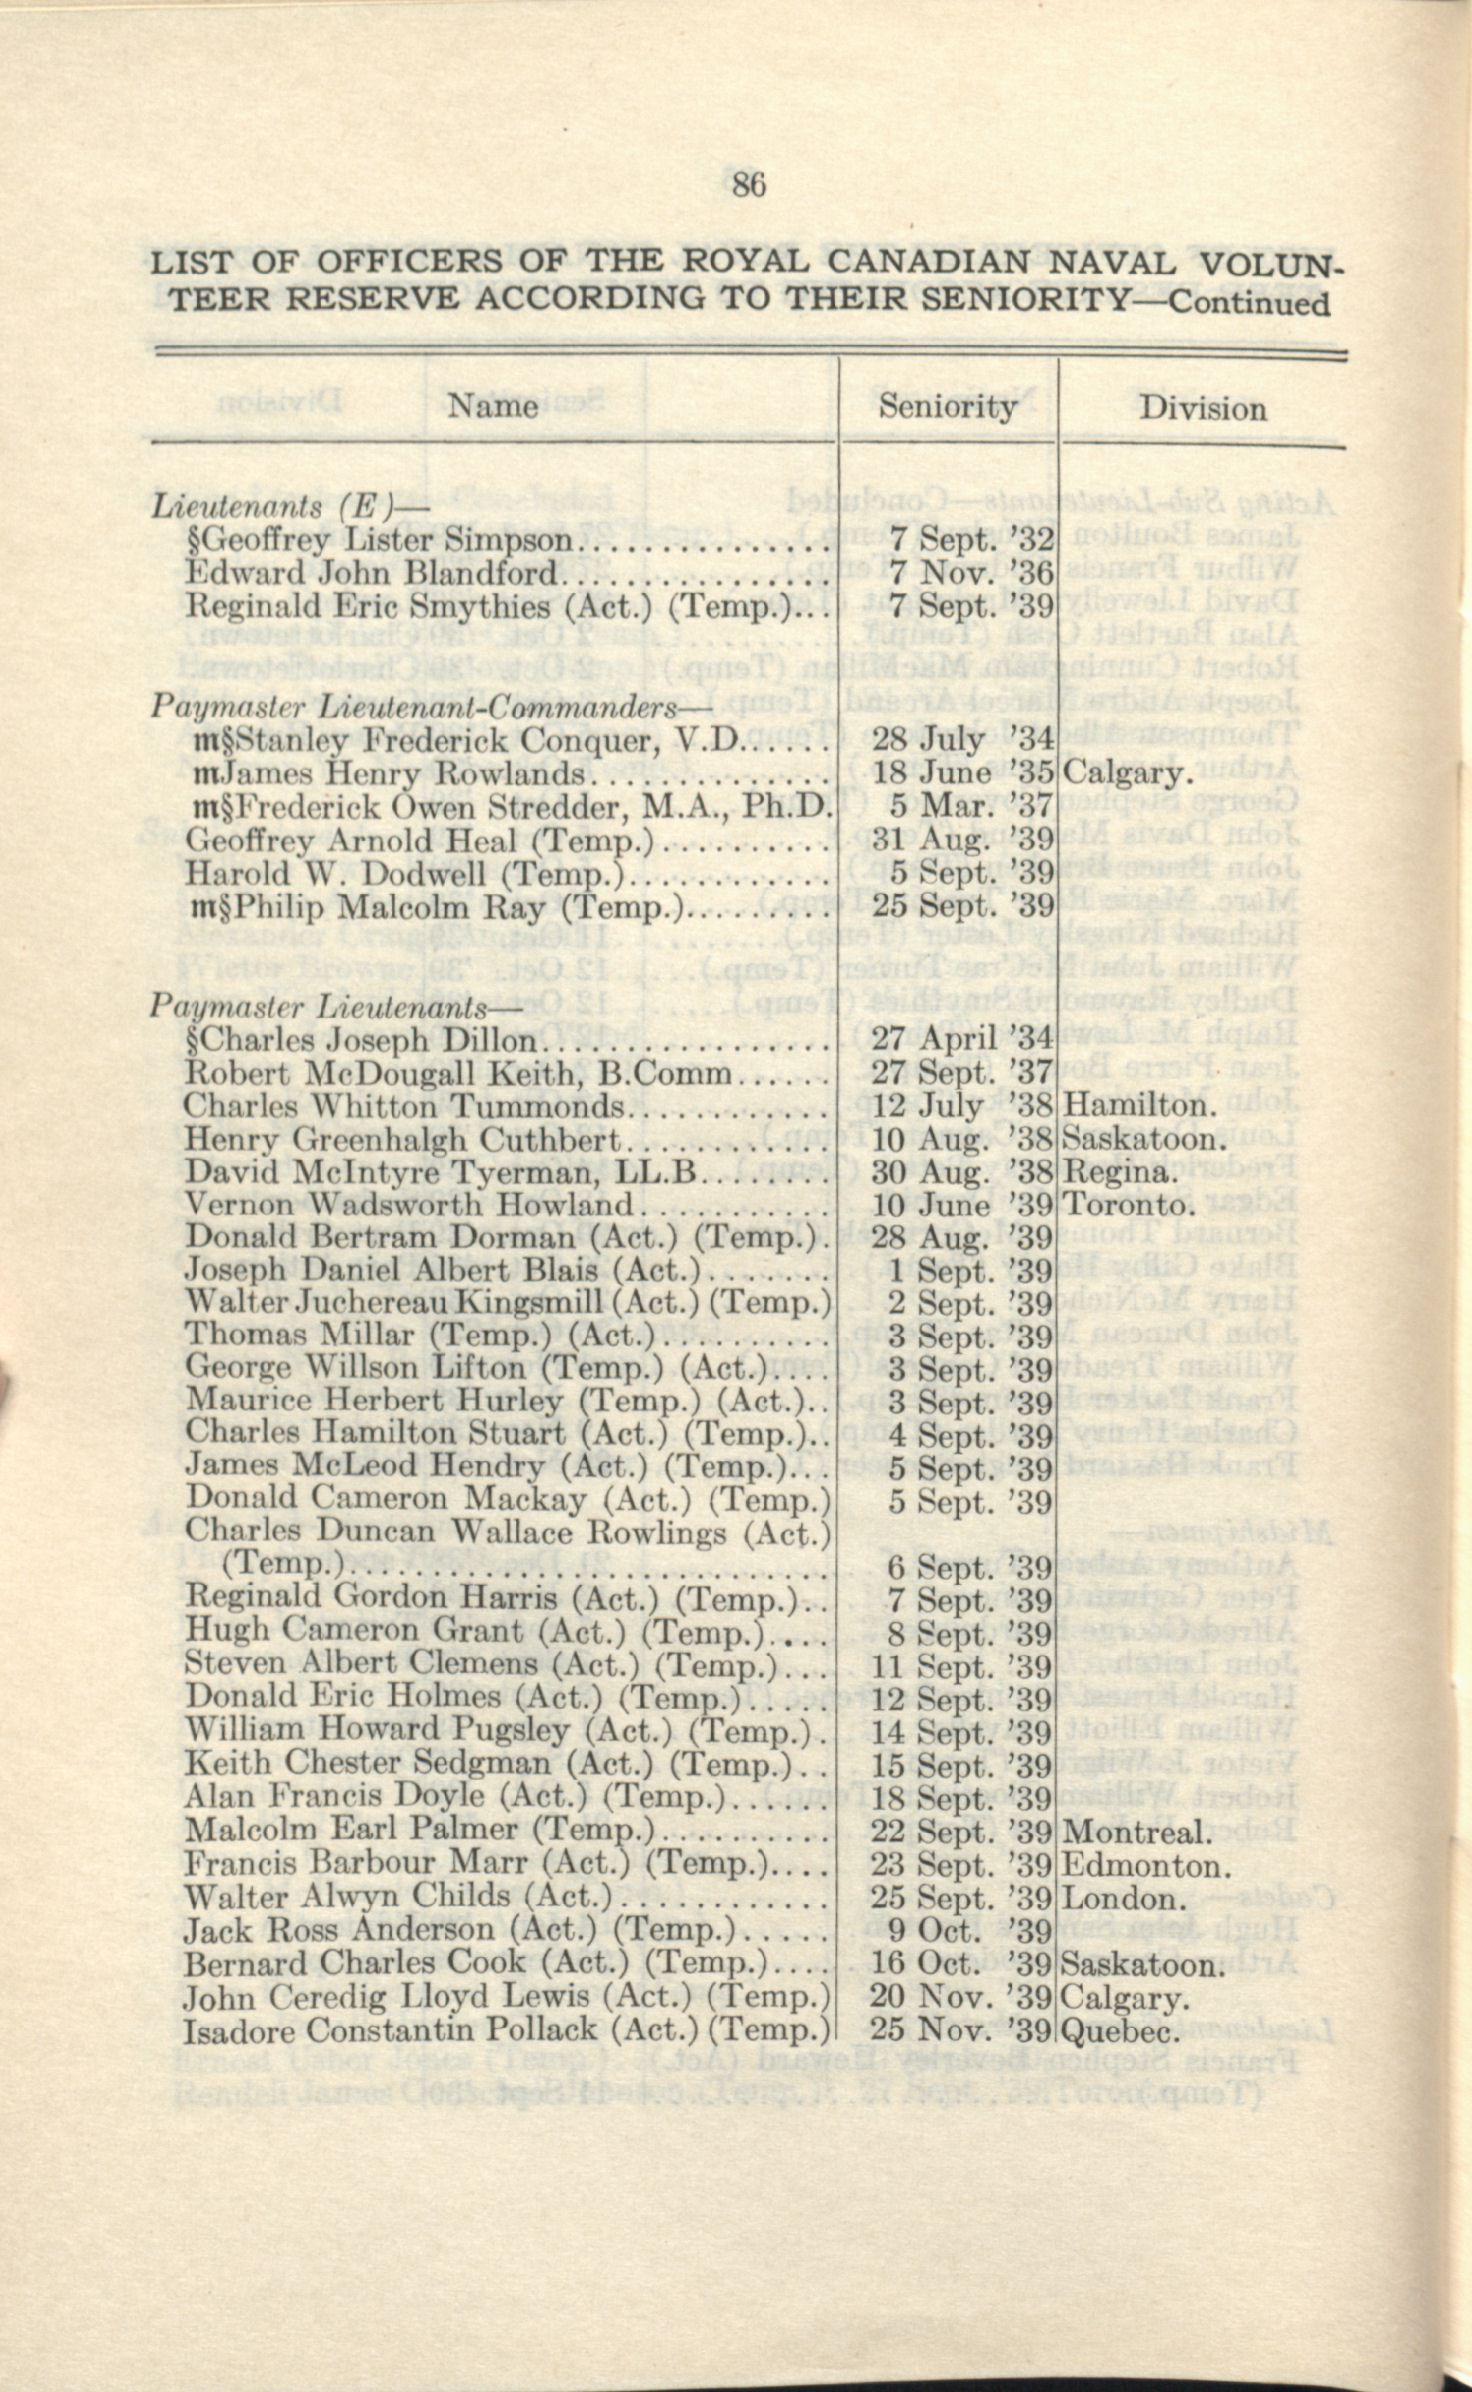 86
LIST OF OFFICERS OF THE ROYAL CANADIAN NAVAL VOLUN-
TEER RESERVE ACCORDING TO THEIR SENIORITY—Continued
Name Seniority Division
Lieutenants (E)—
§Geoffrey Lister Simpson............... 7 Sept. '32
Edward John Blandford................ 7 Nov. '36
Reginald Eric Smythies (Act.) (Temp.)... 7 Sept. '39
Paymaster Lieutenant-Commanders—
m§Stanley Frederick Conquer, V.D...... 28 July '34
mJames Henry Rowlands.............. 18 June '35 Calgary.
m§Frederick Owen Stredder, M.A., Ph.D. 5 Mar. '37
Geoffrey Arnold Heal (Temp.).......... 31 Aug. '39
Harold W. Dodwell (Temp.)............ 5 Sept. '39
m§Philip Malcolm Ray (Temp.)......... 25 Sept. '39
Paymaster Lieutenants—
§Charles Joseph Dillon................. 27 April '34
Robert McDougall Keith, B.Comm...... 27 Sept. '37
Charles Whitton Tummonds............ 12 July '38 Hamilton.
Henry Greenhalgh Cuthbert............ 10 Aug. '38 Saskatoon.
David McIntyre Tyerman, LL.B........ 30 Aug. '38 Regina.
Vernon Wadsworth Howland........... 10 June '39 Toronto.
Donald Bertram Dorman (Act.) (Temp.). 28 Aug. '39
Joseph Daniel Albert Blais (Act.)....... 1 Sept. '39
Walter Juchereau Kingsmill (Act.) (Temp.) 2 Sept. '39
Thomas Millar (Temp.) (Act.).......... 3 Sept. '39
George Willson Lifton (Temp.) (Act.).... 3 Sept. '39
Maurice Herbert Hurley (Temp.) (Act.).. 3 Sept. '39
Charles Hamilton Stuart (Act.) (Temp.).. 4 Sept. '39
James McLeod Hendry (Act.) (Temp.)... 5 Sept. '39
Donald Cameron Mackay (Act.) (Temp.) 5 Sept. '39
Charles Duncan Wallace Rowlings (Act.)
(Temp.)............................. 6 Sept. '39
Reginald Gordon Harris (Act.) (Temp.).. 7 Sept. '39
Hugh Cameron Grant (Act.) (Temp.).... 8 Sept. '39
Steven Albert Clemens (Act.) (Temp.)... 11 Sept. '39
Donald Eric Holmes (Act.) (Temp.)..... 12 Sept. '39
William Howard Pugsley (Act.) (Temp.). 14 Sept. '39
Keith Chester Sedgman (Act.) (Temp.).. 15 Sept. '39
Alan Francis Doyle (Act.) (Temp.)...... 18 Sept. '39
Malcolm Earl Palmer (Temp.).......... 22 Sept. '39 Montreal.
Francis Barbour Marr (Act.) (Temp.).... 23 Sept. '39 Edmonton.
Walter Alwyn Childs (Act.)............ 25 Sept. '39 London.
Jack Ross Anderson (Act.) (Temp.)..... 9 Oct. '39
Bernard Charles Cook (Act.) (Temp.).... 16 Oct. '39 Saskatoon.
John Ceredig Lloyd Lewis (Act.) (Temp.) 20 Nov. '39 Calgary.
Isadore Constantin Pollack (Act.) (Temp.) 25 Nov. '39 Quebec.